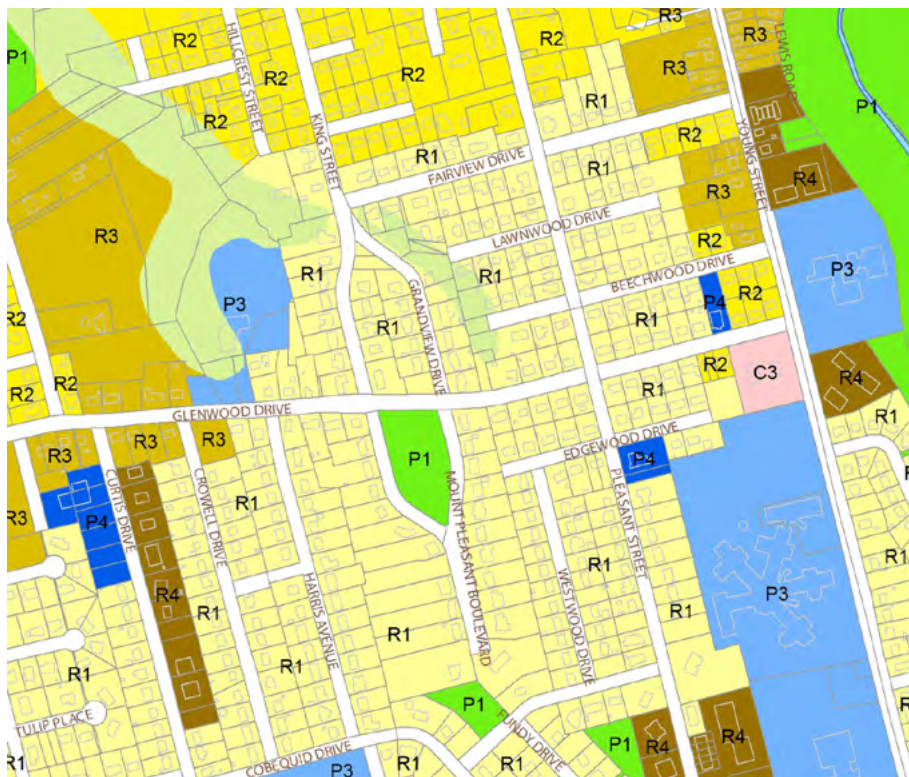 R3
R2
P1
HILLCREST STREET
R2
R2
R2
R3
R3
LEWIS ROAD
P1
R2
R1
KING STREET
R1
FAIRVIEW DRIVE
R1
R2
YOUNG STREET
R4
R3
R3
LAWNWOOD DRIVE
R2
R1
R1
P3
BEECHWOOD DRIVE
P3
GRANDVIEW DRIVE
P4
R2
R2
R1
R1
R2
R2
C3
R4
R1
GLENWOOD DRIVE
R1
R3
R3
R3
P1
EDGEWOOD DRIVE
P4
CURTIS DRIVE
CROWELL DRIVE
R1
MOUNT PLEASANT BOULEVARD
PLEASANT STREET
P4
R3
R1
R1
R4
R1
HARRIS AVENUE
WESTWOOD DRIVE
P3
R1
R1
R1
R1
R1
P1
TULIP PLACE
FUNDY DRIVE
P1
R4
R4
R1
COBEQUID DRIVE
P3
R1
R1